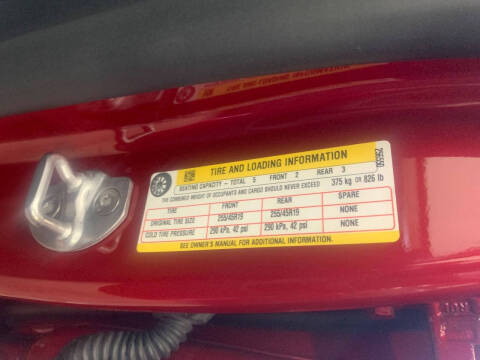 TIRE AND LOADING INFORMATION
SEATING CAPACITY - TOTAL 5 FRONT 2 REAR 3
THE COMBINED WEIGHT OF OCCUPANTS AND CARGO SHOULD NEVER EXCEED 375 kg OR 826 lb
TIRE FRONT REAR SPARE
ORIGINAL TIRE SIZE 255/45R19 255/45R19 NONE
COLD TIRE PRESSURE 290 kPa, 42 psi 290 kPa, 42 psi NONE
SEE OWNER'S MANUAL FOR ADDITIONAL INFORMATION.